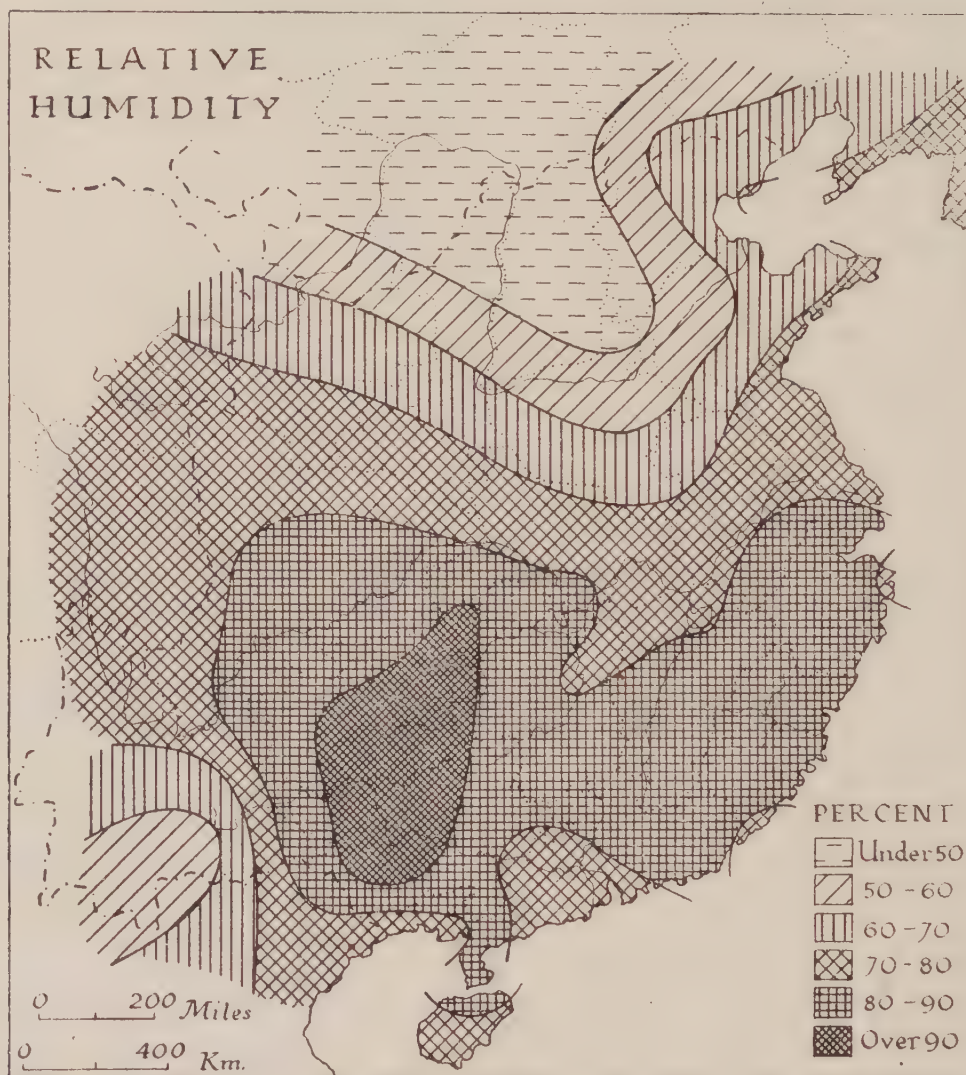 RELATIVE
HUMIDITY
PERCENT
Under 50
50 - 60
60 - 70
70 - 80
80 - 90
Over 90
0 200 Miles
0 400 Km.